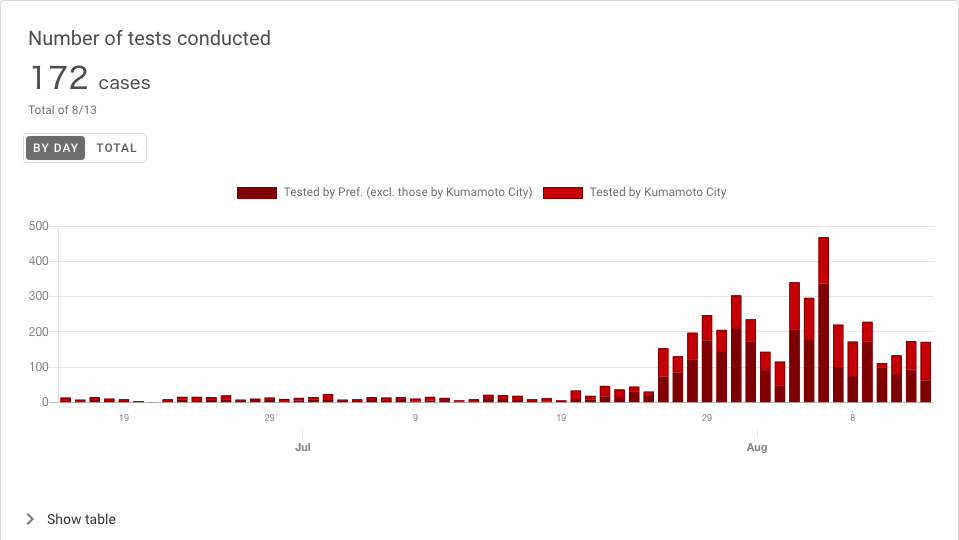 Number of tests conducted
172 cases
Total of 8/13
BY DAY TOTAL
Tested by Pref. (excl. those by Kumamoto City) Tested by Kumamoto City
500
400
300
200
100
0
19 29 9 19 29 8
Jul Aug
Show table